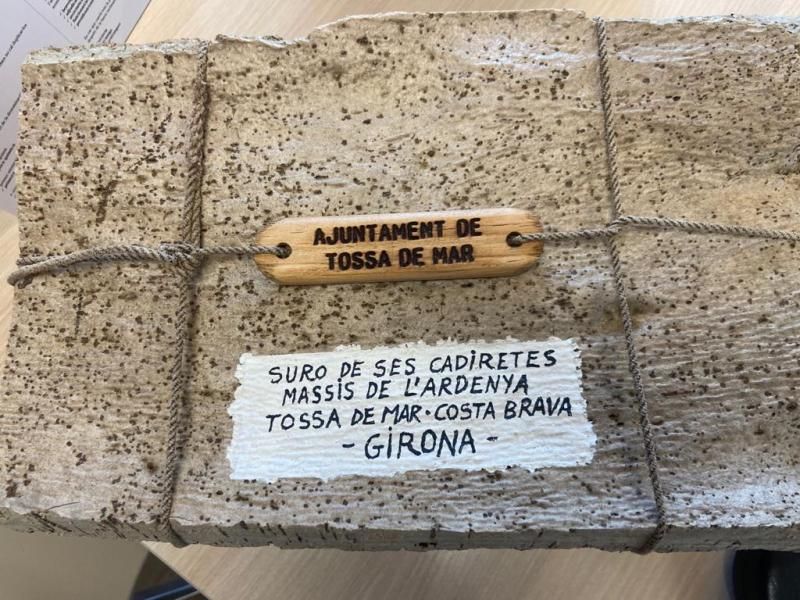 AJUNTAMENT DE
TOSSA DE MAR
SURO DE SES CADIRETES
MASSIS DE L'ARDENYA
TOSSA DE MAR · COSTA BRAVA
- GIRONA -